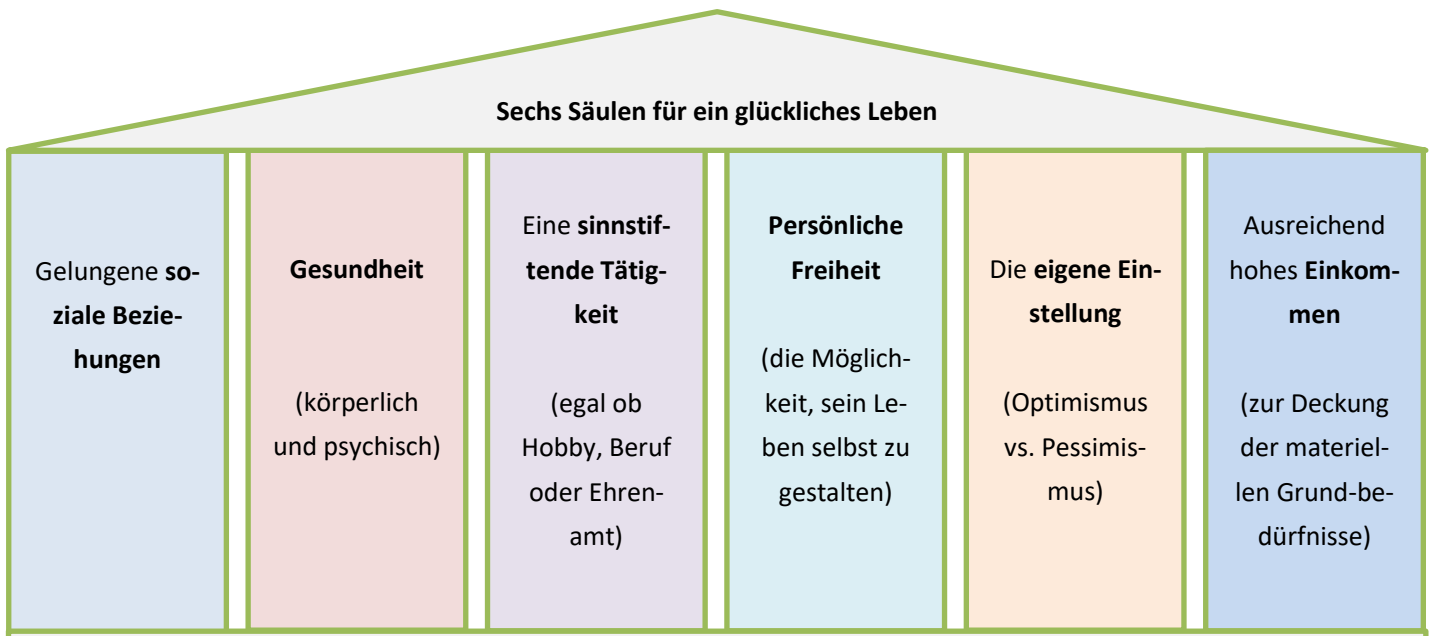 Sechs Säulen für ein glückliches Leben
Gelungene so-
ziale Bezie-
hungen
Gesundheit
(körperlich
und psychisch)
Eine sinnstif-
tende Tätig-
keit
(egal ob
Hobby, Beruf
oder Ehren-
amt)
Persönliche
Freiheit
(die Möglich-
keit, sein Le-
ben selbst zu
gestalten)
Die eigene Ein-
stellung
(Optimismus
vs. Pessimis-
mus)
Ausreichend
hohes Einkom-
men
(zur Deckung
der materiel-
len Grund-be-
dürfnisse)